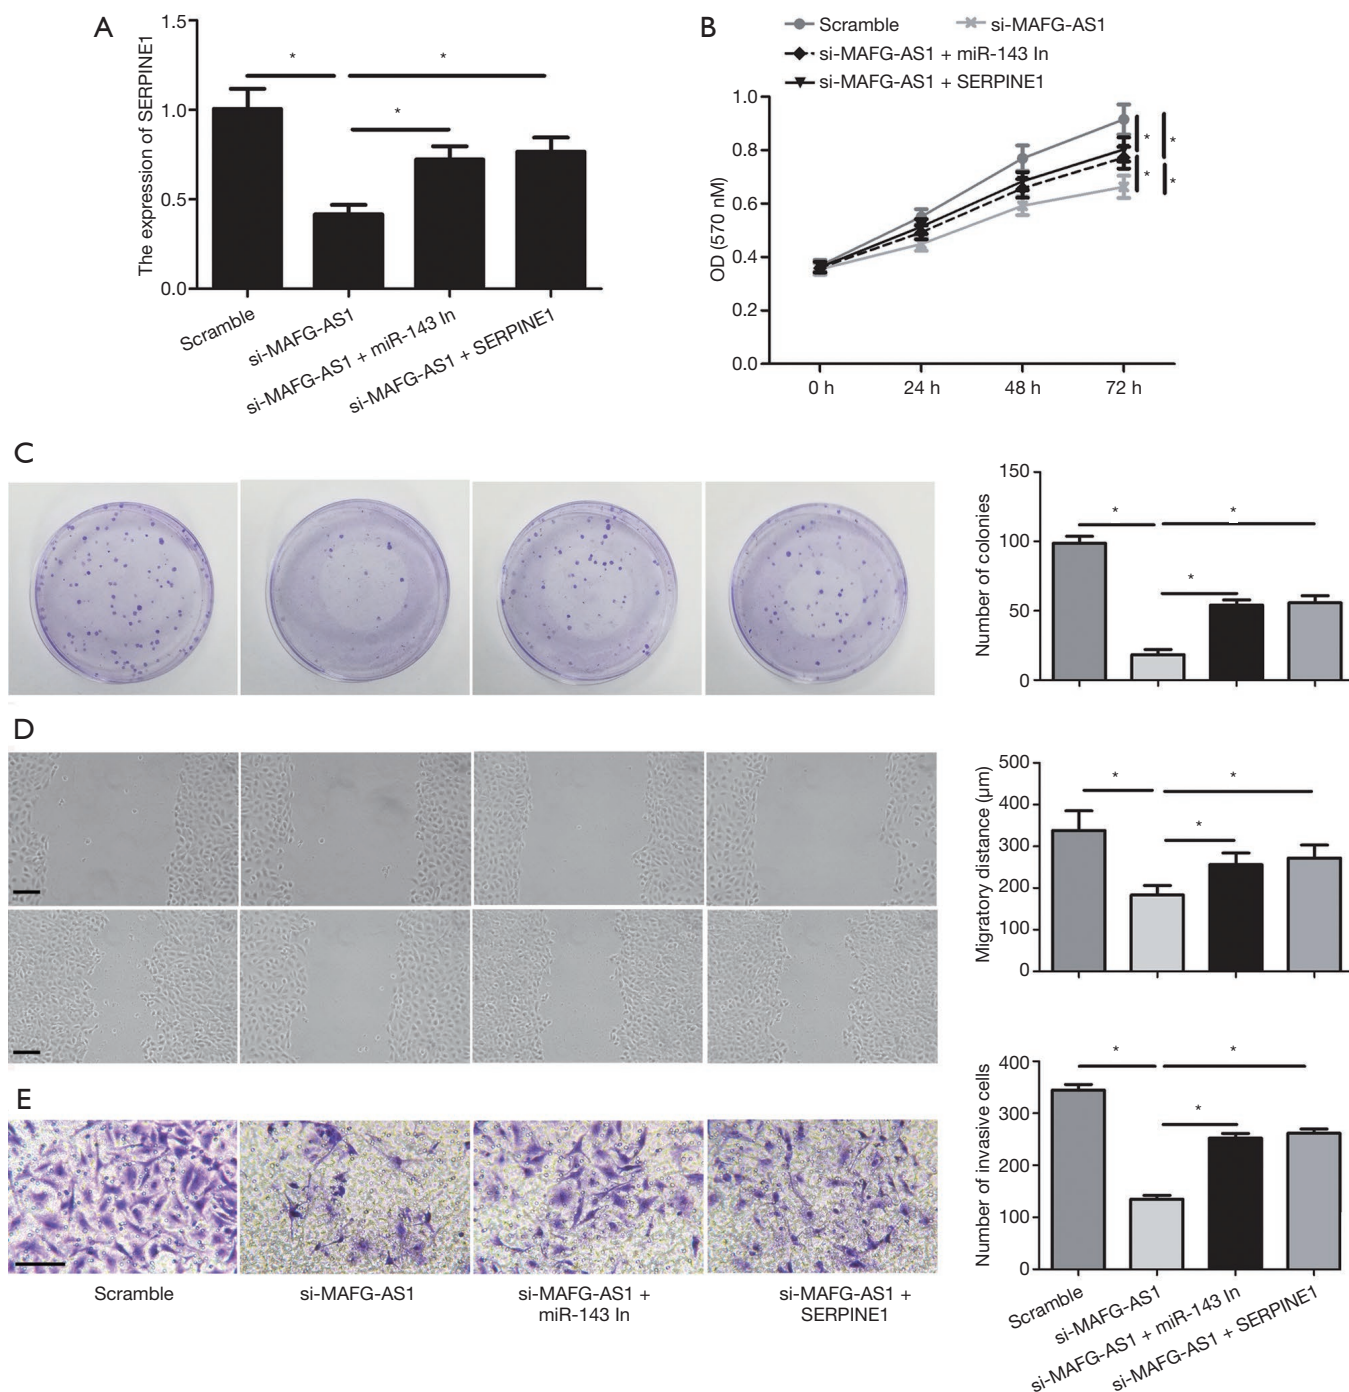 A
The expression of SERPINE1
1.5
1.0
0.5
0.0
*
*
*
Scramble
si-MAFG-AS1
si-MAFG-AS1 + miR-143 In
si-MAFG-AS1 + SERPINE1
B
Scramble
si-MAFG-AS1
si-MAFG-AS1 + miR-143 In
si-MAFG-AS1 + SERPINE1
OD (570 nM)
1.0
0.8
0.6
0.4
0.2
0.0
*
*
*
*
0 h
24 h
48 h
72 h
C
Number of colonies
150
100
50
0
*
*
*
D
Migratory distance (µm)
500
400
300
200
100
0
*
*
*
E
Scramble
si-MAFG-AS1
si-MAFG-AS1 +
miR-143 In
si-MAFG-AS1 +
SERPINE1
Number of invasive cells
400
300
200
100
0
*
*
*
Scramble
si-MAFG-AS1
si-MAFG-AS1 + miR-143 In
si-MAFG-AS1 + SERPINE1